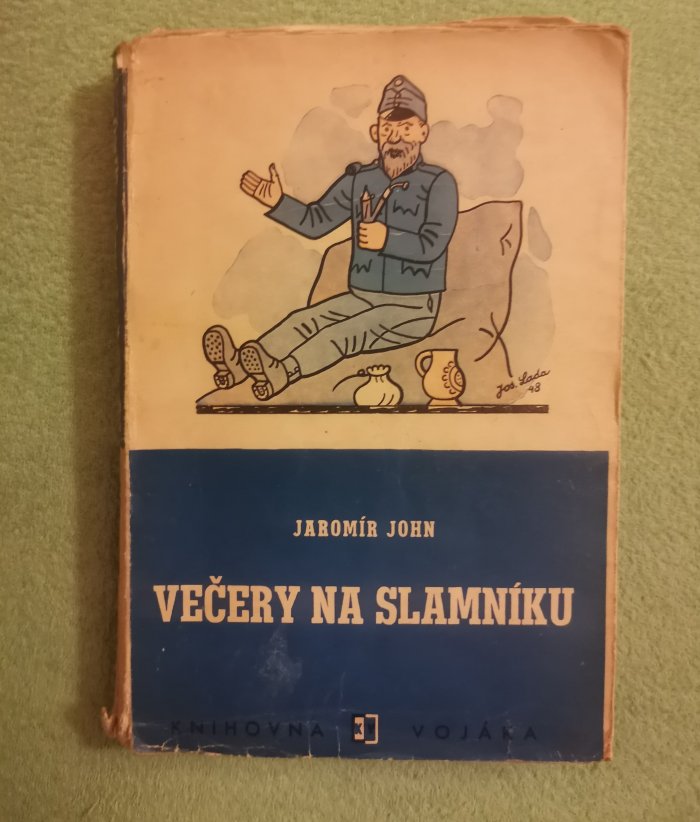 Jos. Lada
48
JAROMÍR JOHN
VEČERY NA SLAMNÍKU
KNIHOVNA VOJÁKA